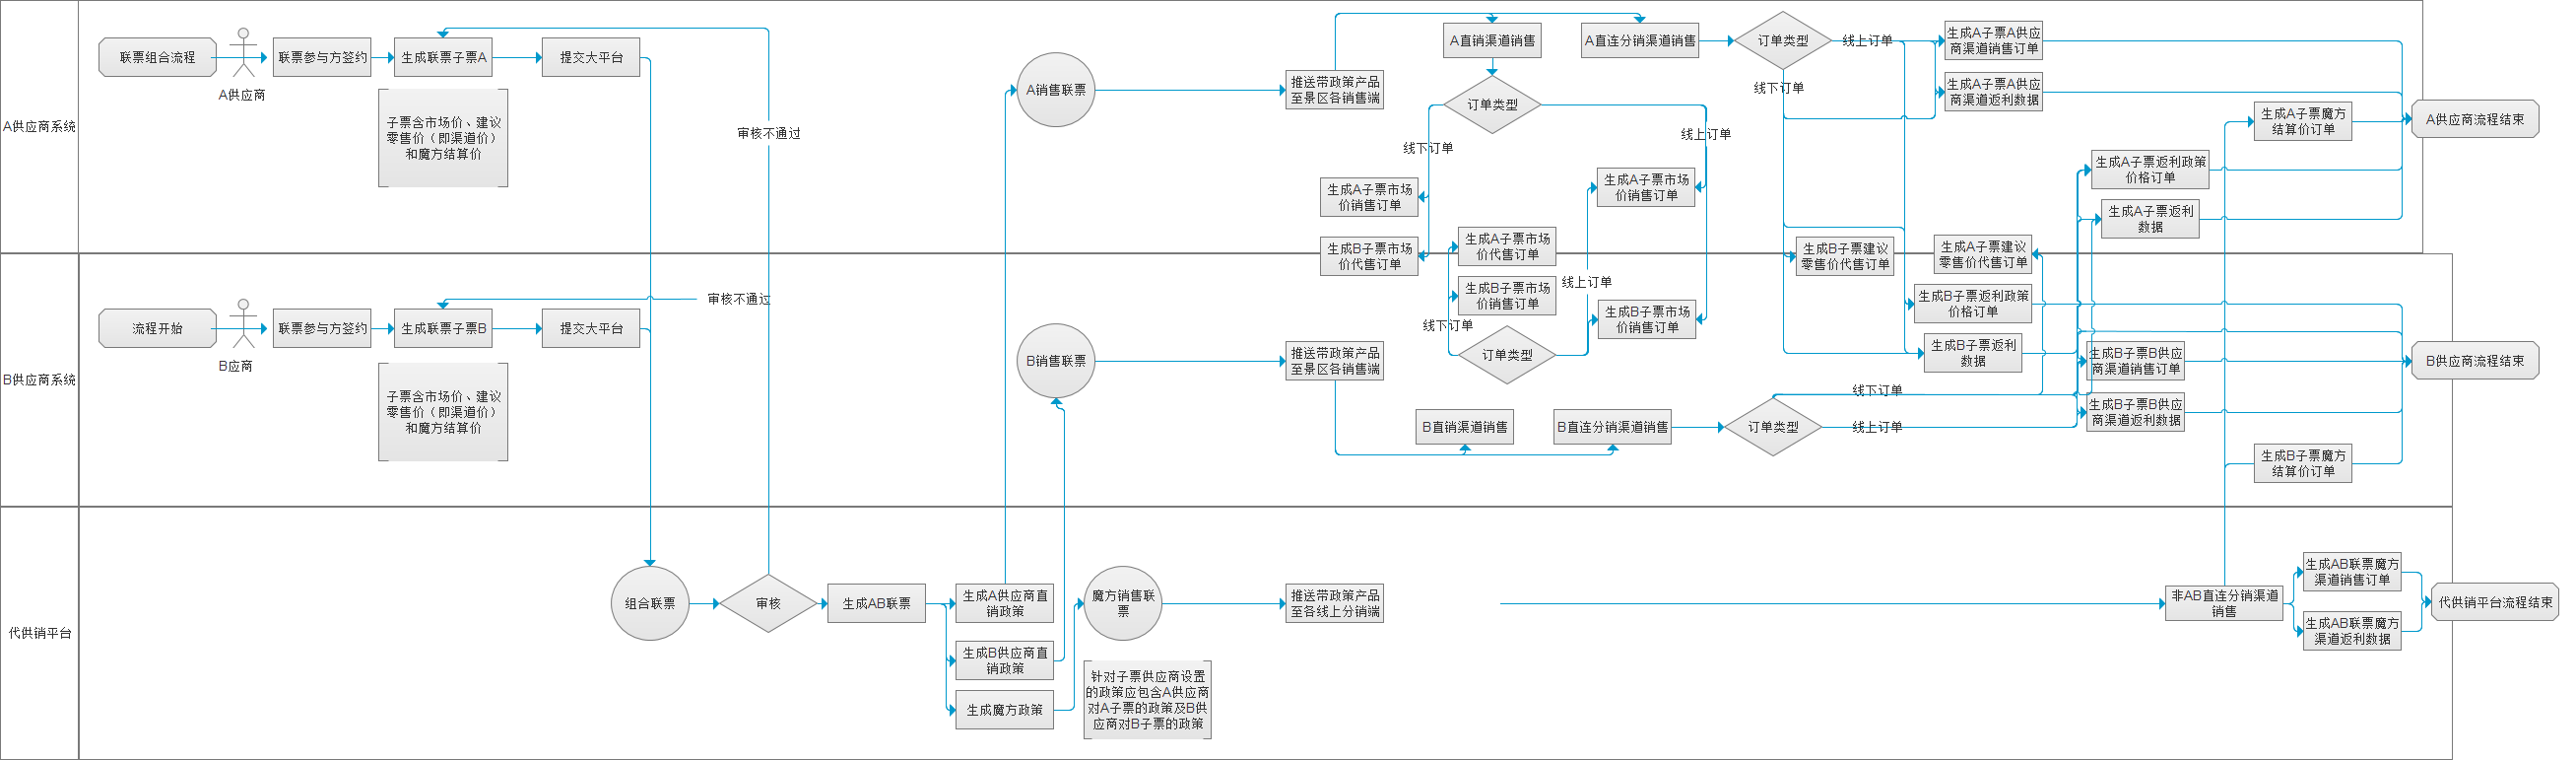 A供应商系统
联票组合流程
A供应商
联票参与方签约
生成联票子票A
提交大平台
子票含市场价、建议
零售价（即渠道价）
和魔方结算价
审核不通过
A销售联票
推送带政策产品
至景区各销售端
A直销渠道销售
A直连分销渠道销售
订单类型
线上订单
线下订单
订单类型
线下订单
线上订单
生成A子票A供应
商渠道销售订单
生成A子票A供应
商渠道返利数据
生成A子票魔方
结算价订单
A供应商流程结束
生成A子票返利政策
价格订单
生成A子票返利
数据
生成A子票市场
价销售订单
生成A子票市场
价销售订单
生成B子票市场
价代售订单
生成A子票市场
价代售订单
生成B子票建议
零售价代售订单
生成A子票建议
零售价代售订单
B供应商系统
流程开始
B应商
联票参与方签约
生成联票子票B
提交大平台
子票含市场价、建议
零售价（即渠道价）
和魔方结算价
审核不通过
B销售联票
推送带政策产品
至景区各销售端
生成B子票市场
价销售订单
线上订单
生成B子票市场
价销售订单
线下订单
订单类型
生成B子票返利政策
价格订单
生成B子票返利
数据
生成B子票B供应
商渠道销售订单
生成B子票B供应
商渠道返利数据
B供应商流程结束
B直销渠道销售
B直连分销渠道销售
订单类型
线下订单
线上订单
生成B子票魔方
结算价订单
代供销平台
组合联票
审核
生成AB联票
生成A供应商直
销政策
生成B供应商直
销政策
生成魔方政策
魔方销售联
票
针对子票供应商设置
的政策应包含A供应商
对A子票的政策及B供
应商对B子票的政策
推送带政策产品
至各线上分销端
非AB直连分销渠道
销售
生成AB联票魔方
渠道销售订单
生成AB联票魔方
渠道返利数据
代供销平台流程结束